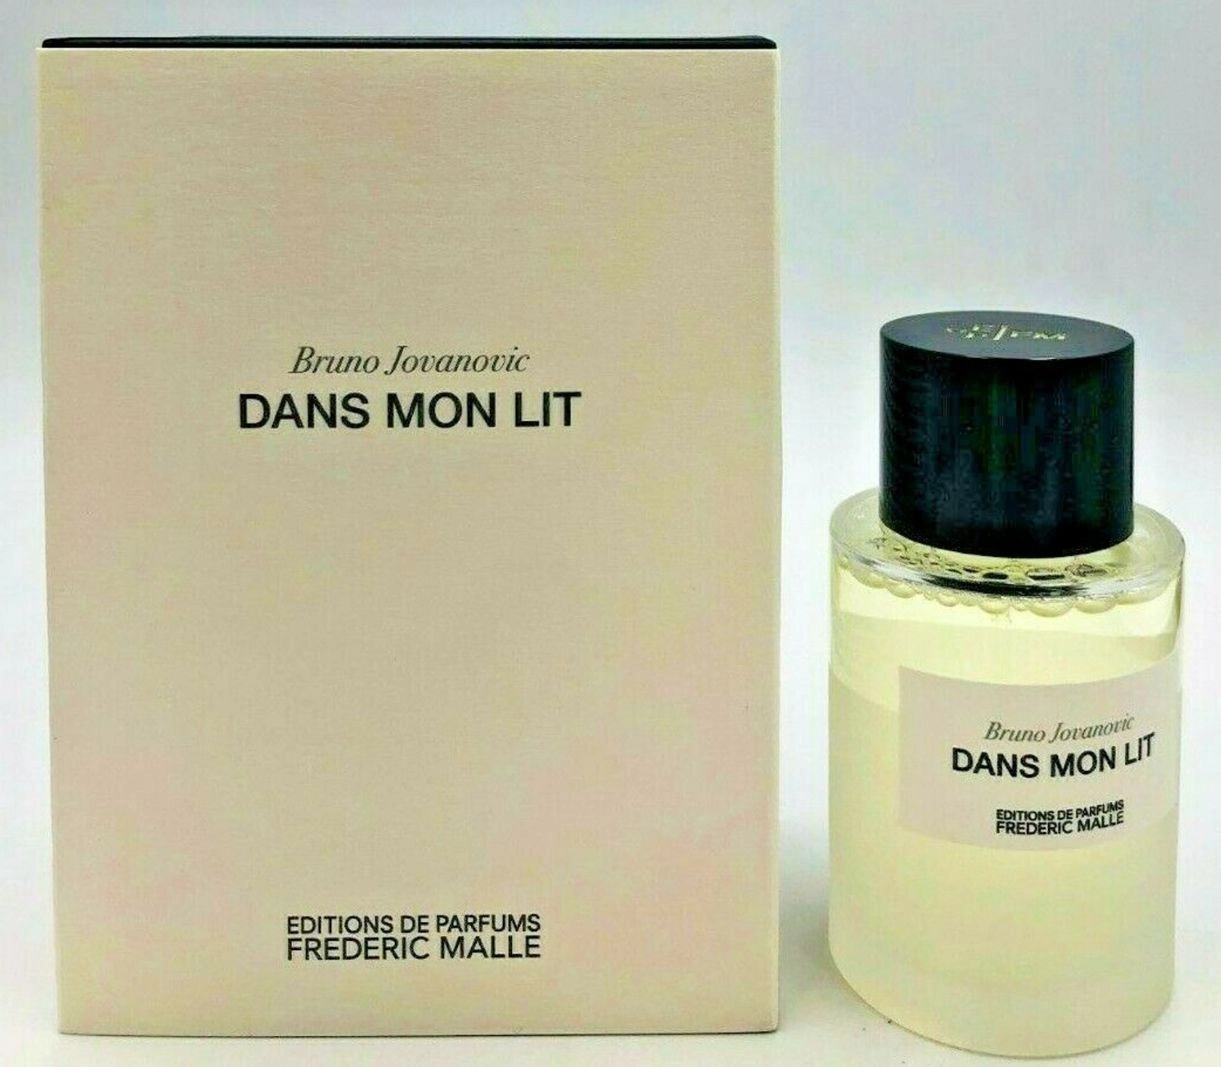 Bruno Jovanovic
DANS MON LIT
EDITIONS DE PARFUMS
FREDERIC MALLE
Bruno Jovanovic
DANS MON LIT
EDITIONS DE PARFUMS
FREDERIC MALLE